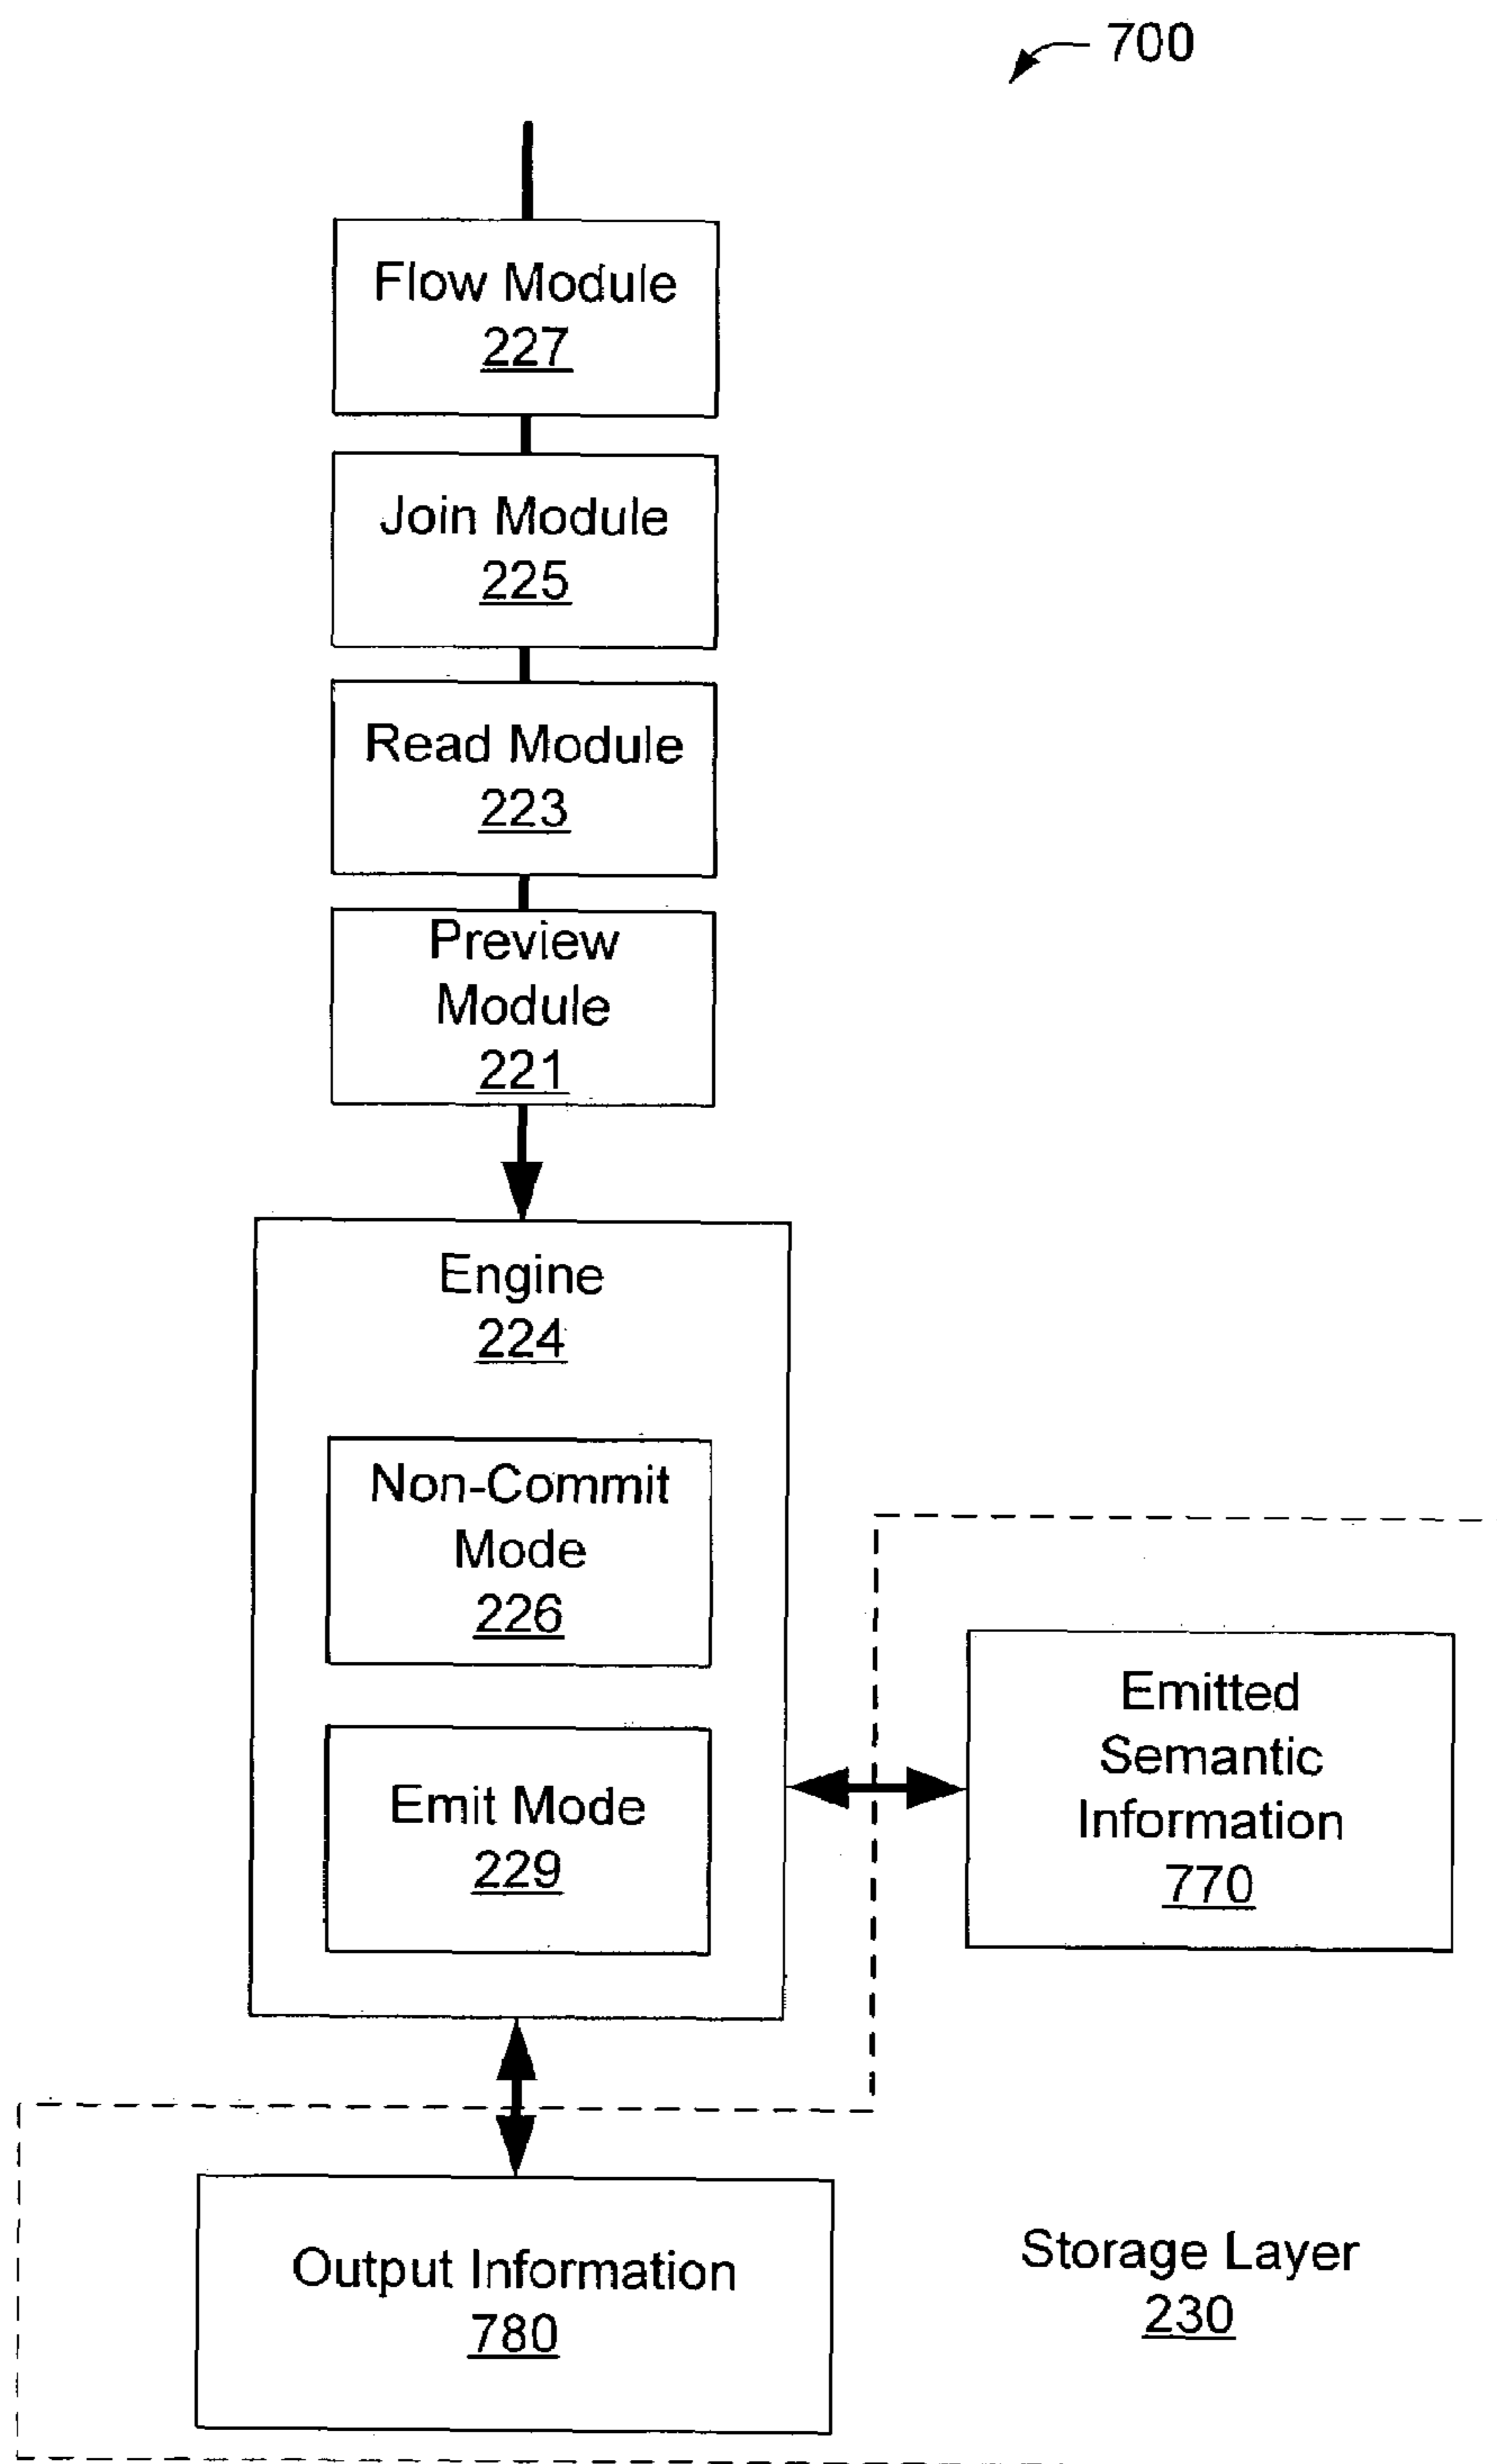 700
Flow Module
227
Join Module
225
Read Module
223
Preview
Module
221
Engine
224
Non-Commit
Mode
226
Emit Mode
229
Emitted
Semantic
Information
770
Output Information
780
Storage Layer
230